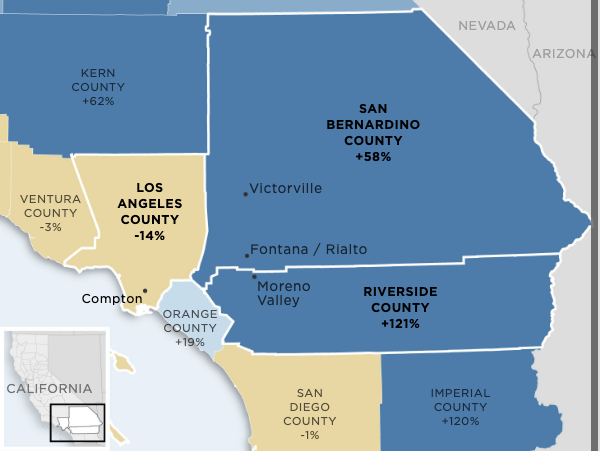 NEVADA
ARIZONA
KERN
COUNTY
+62%
SAN
BERNARDINO
COUNTY
+58%
VENTURA
COUNTY
-3%
LOS
ANGELES
COUNTY
-14%
Victorville
Fontana / Rialto
Moreno
Valley
Compton
ORANGE
COUNTY
+19%
RIVERSIDE
COUNTY
+121%
CALIFORNIA
SAN
DIEGO
COUNTY
-1%
IMPERIAL
COUNTY
+120%